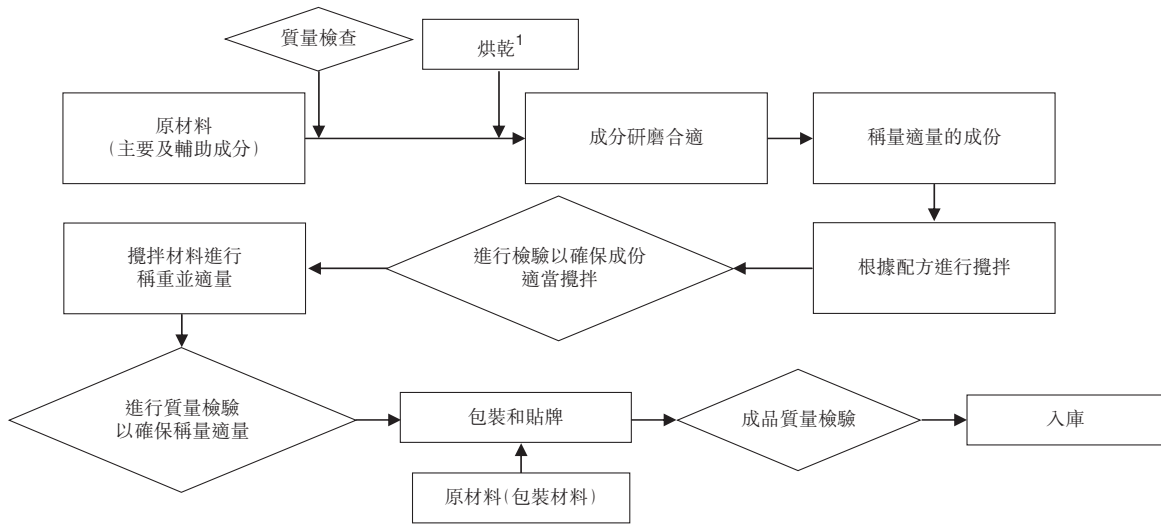 質量檢查
烘乾1
原材料
(主要及輔助成分)
成分研磨合適
稱量適量的成份
攪拌材料進行
稱重並適量
進行檢驗以確保成份
適當攪拌
根據配方進行攪拌
進行質量檢驗
以確保稱量適量
包裝和貼牌
成品質量檢驗
入庫
原材料(包裝材料)